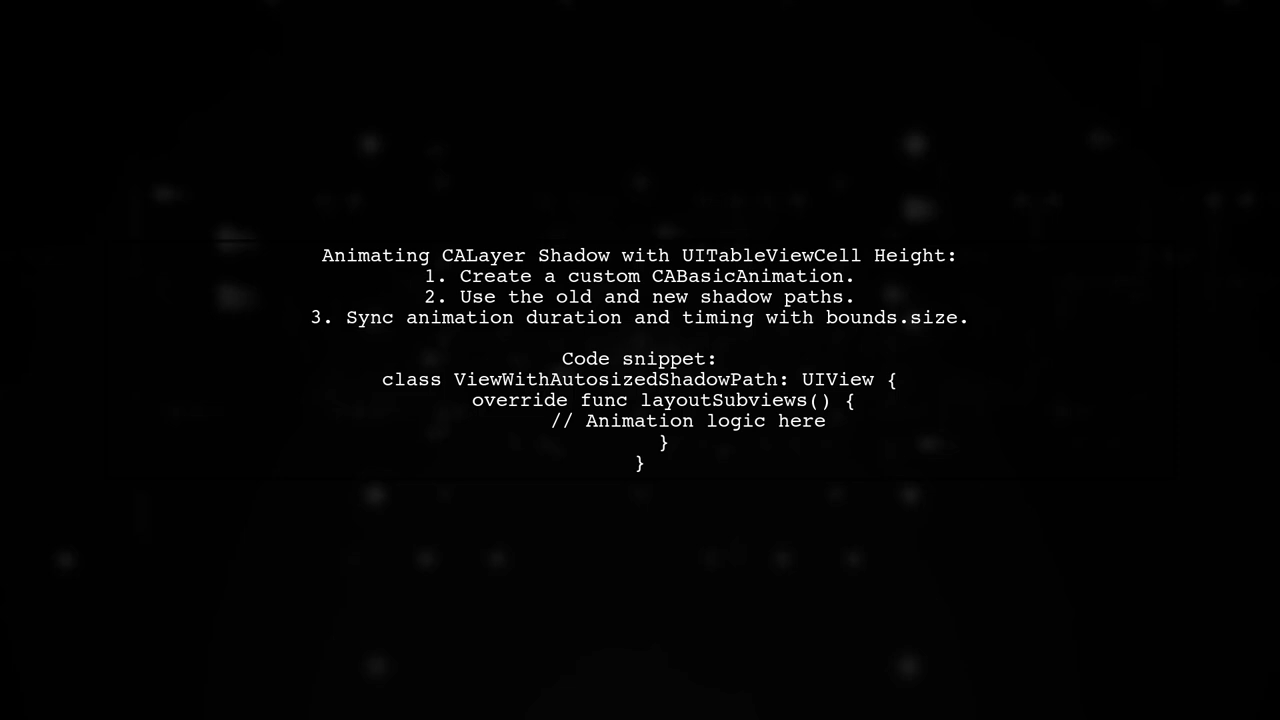 Animating CALayer Shadow with UITableViewCell Height:
1. Create a custom CABasicAnimation.
2. Use the old and new shadow paths.
3. Sync animation duration and timing with bounds.size.

Code snippet:
class ViewWithAutosizedShadowPath: UIView {
override func layoutSubviews() {
// Animation logic here
}
}